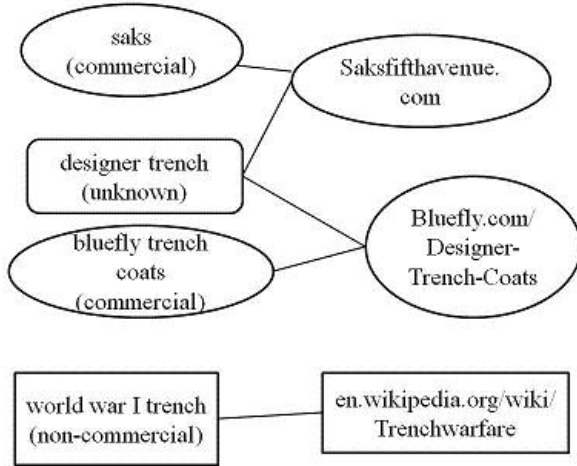 saks
(commercial)
Saksfifthavenue.
com
designer trench
(unknown)
bluefly trench
coats
(commercial)
Bluefly.com/
Designer-
Trench-Coats
world war I trench
(non-commercial)
en.wikipedia.org/wiki/
Trenchwarfare